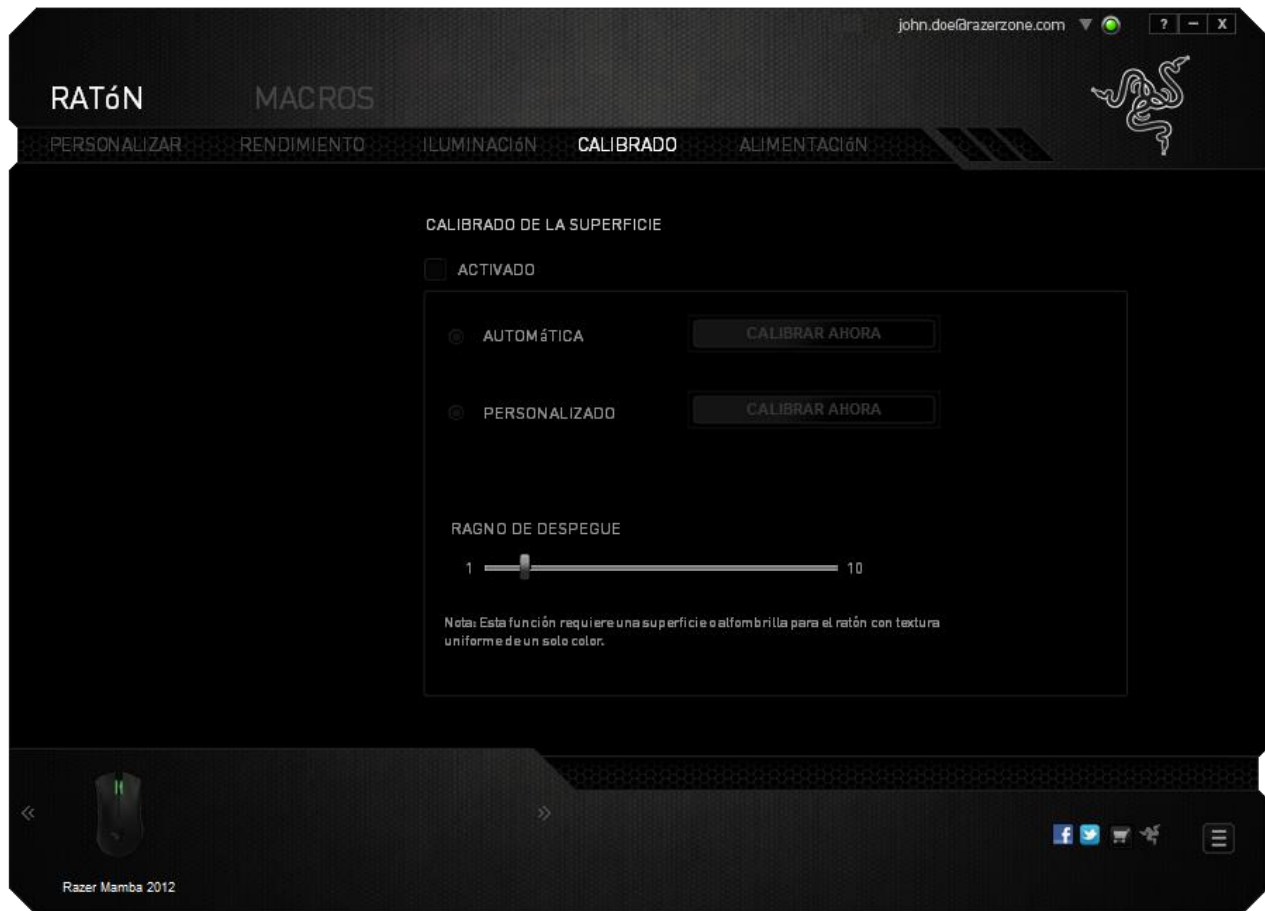 john.doe@razerzone.com
? – X
RATóN MACROS
PERSONALIZAR RENDIMIENTO ILUMINACIóN CALIBRADO ALIMENTACIóN
CALIBRADO DE LA SUPERFICIE
ACTIVADO
AUTOMáTICA CALIBRAR AHORA
PERSONALIZADO CALIBRAR AHORA
RAGNO DE DESPEGUE
1 10
Nota: Esta función requiere una superficie o alfombrilla para el ratón con textura
uniforme de un solo color.
Razer Mamba 2012